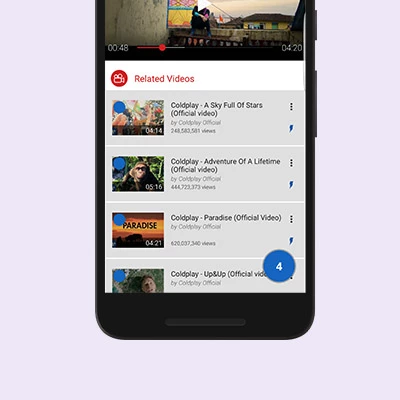 00:48
04:20
Related Videos
Coldplay - A Sky Full Of Stars
(Official video)
by Coldplay Official
248,583,581 views
04:14
Coldplay - Adventure Of A Lifetime
(Official video)
by Coldplay Official
444,723,373 views
05:16
Coldplay - Paradise (Official Video)
by Coldplay Official
620,037,340 views
PARADISE
04:21
Coldplay - Up&Up (Official vide
by Coldplay Official
4